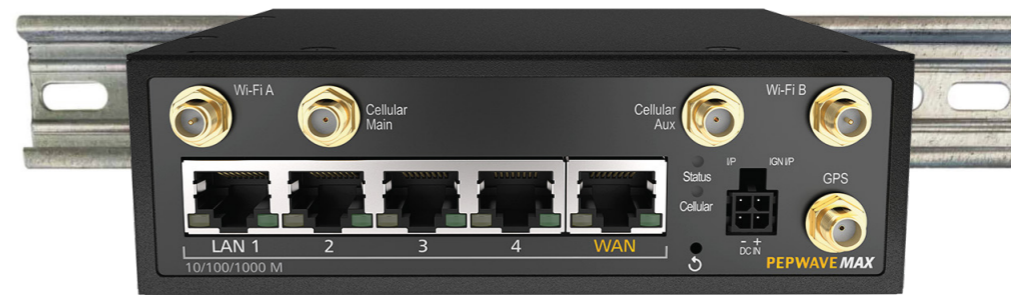 Wi-Fi A
Cellular
Main
Cellular
Aux
Wi-Fi B
I/P
IGN I/P
Status
GPS
Cellular
LAN 1
2
3
4
WAN
- +
DC IN
10/100/1000 M
PEPWAVE MAX